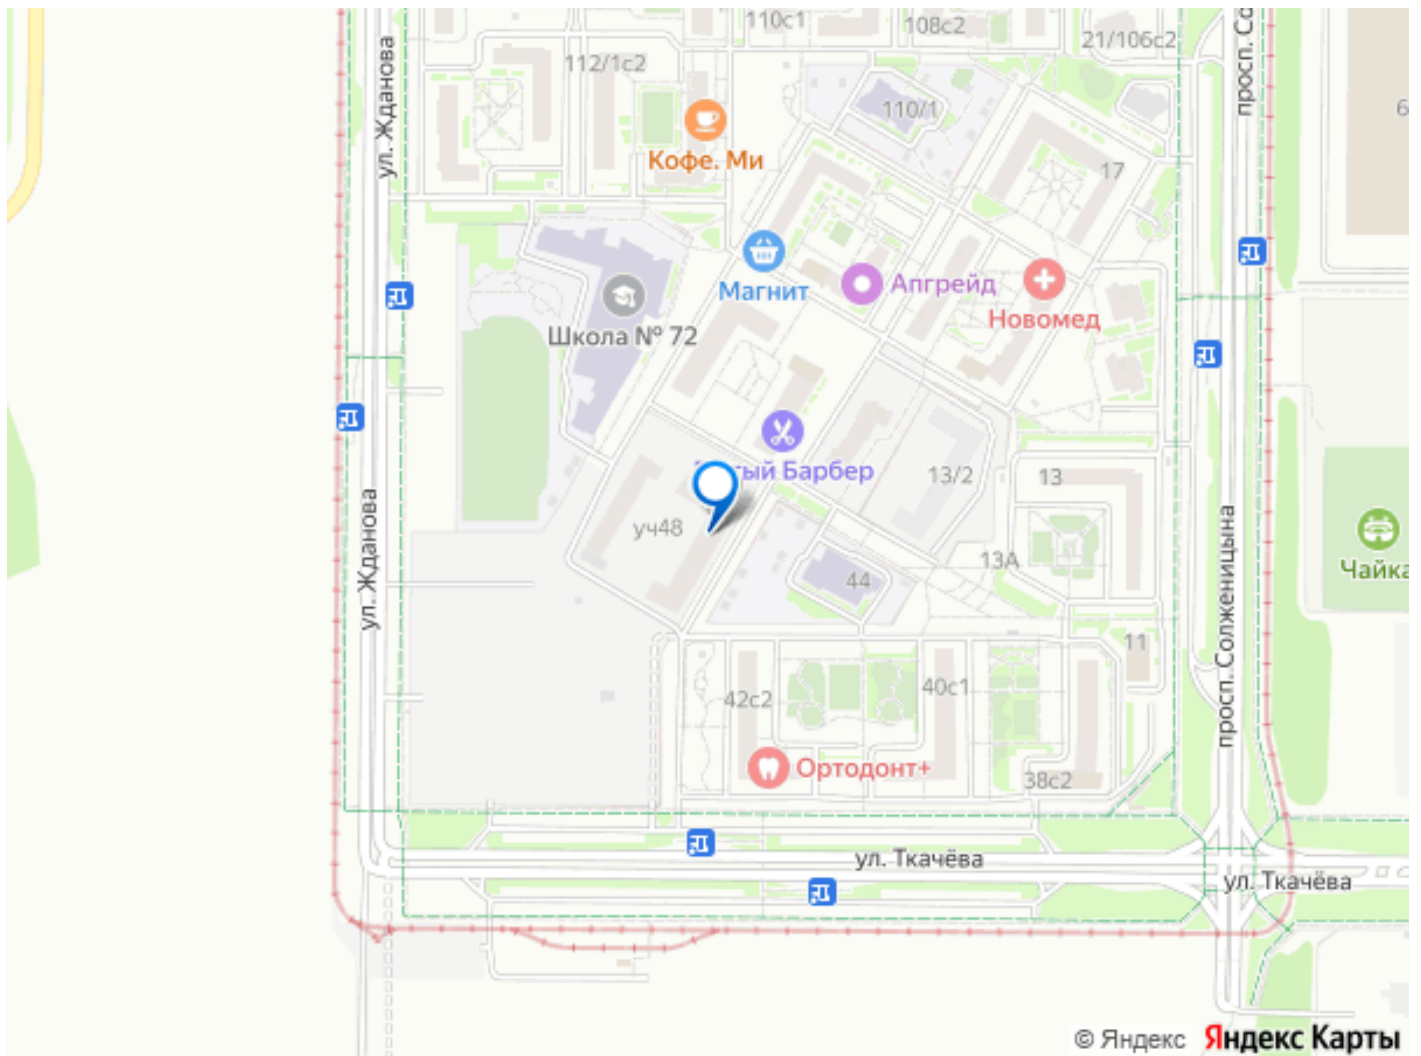 110с1
108с2
просп. Со
21/106с2
112/1с2
ул. Жданова
110/1
6
Кофе. Ми
17
Магнит
Апгрейд
Новомед
Школа № 72
тый Барбер
13/2
13
уч48
ул. Жданова
13А
44
Чайка
просп. Солженицына
11
42с2
40с1
Ортодонт+
38с2
ул. Ткачёва
ул. Ткачёва
© Яндекс Яндекс Карты